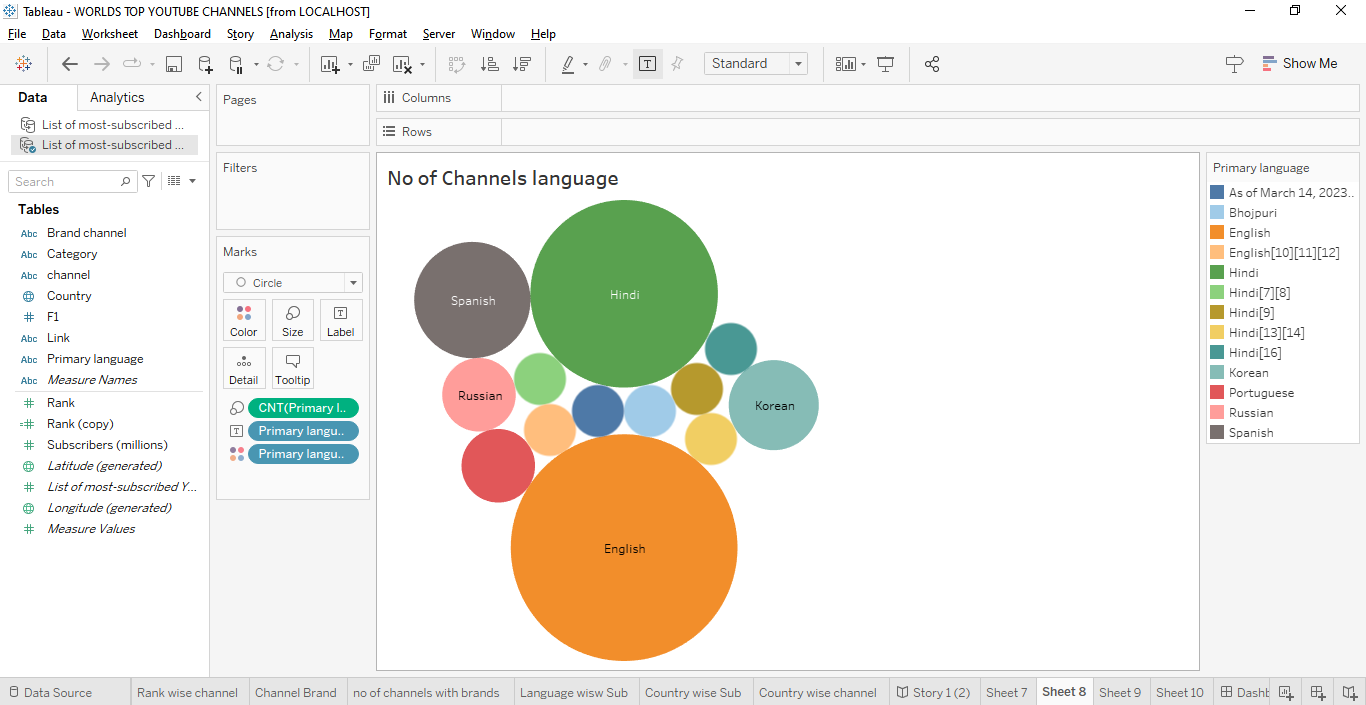 Tableau - WORLDS TOP YOUTUBE CHANNELS [from LOCALHOST]
File Data Worksheet Dashboard Story Analysis Map Format Server Window Help
Standard
Show Me
Data Analytics
List of most-subscribed ...
List of most-subscribed ...
Search
Tables
Abc Brand channel
Abc Category
Abc channel
Country
# F1
Abc Link
Abc Primary language
Abc Measure Names
# Rank
=# Rank (copy)
# Subscribers (millions)
Latitude (generated)
# List of most-subscribed Y...
Longitude (generated)
# Measure Values
Pages
Filters
Marks
Circle
Color Size Label
Detail Tooltip
CNT(Primary l..
Primary langu..
Primary langu..
Columns
Rows
No of Channels language
Hindi
Spanish
Russian
Korean
English
Primary language
As of March 14, 2023..
Bhojpuri
English
English[10][11][12]
Hindi
Hindi[7][8]
Hindi[9]
Hindi[13][14]
Hindi[16]
Korean
Portuguese
Russian
Spanish
Data Source Rank wise channel Channel Brand no of channels with brands Language wisw Sub Country wise Sub Country wise channel Story 1 (2) Sheet 7 Sheet 8 Sheet 9 Sheet 10 Dashb